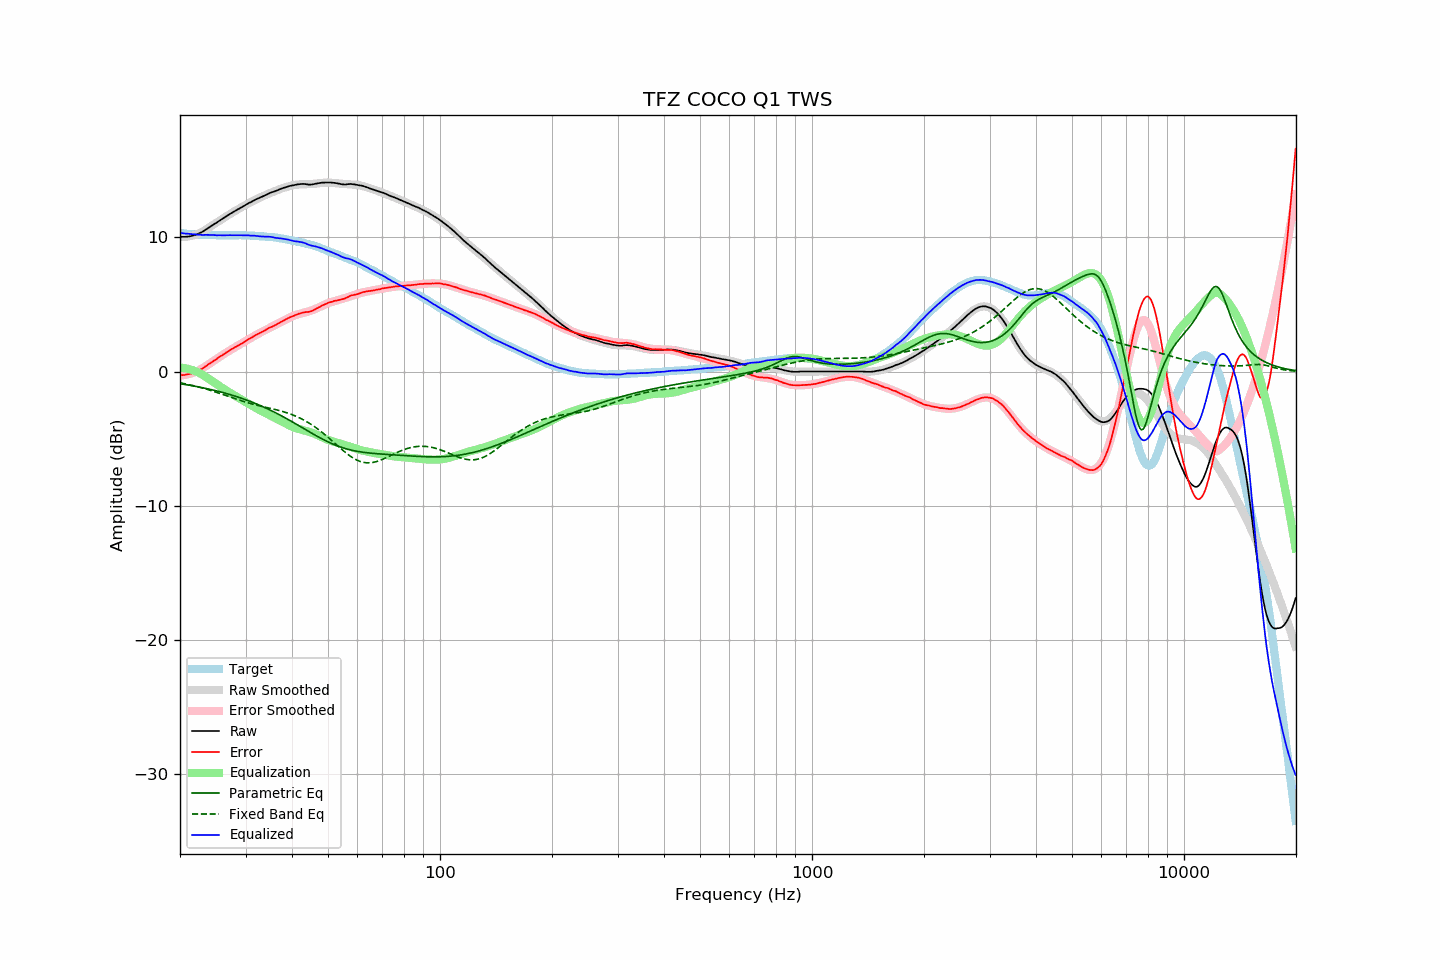 TFZ COCO Q1 TWS
10
0
−10
−20
−30
Amplitude (dBr)
Target
Raw Smoothed
Error Smoothed
Raw
Error
Equalization
Parametric Eq
Fixed Band Eq
Equalized
100
1000
10000
Frequency (Hz)